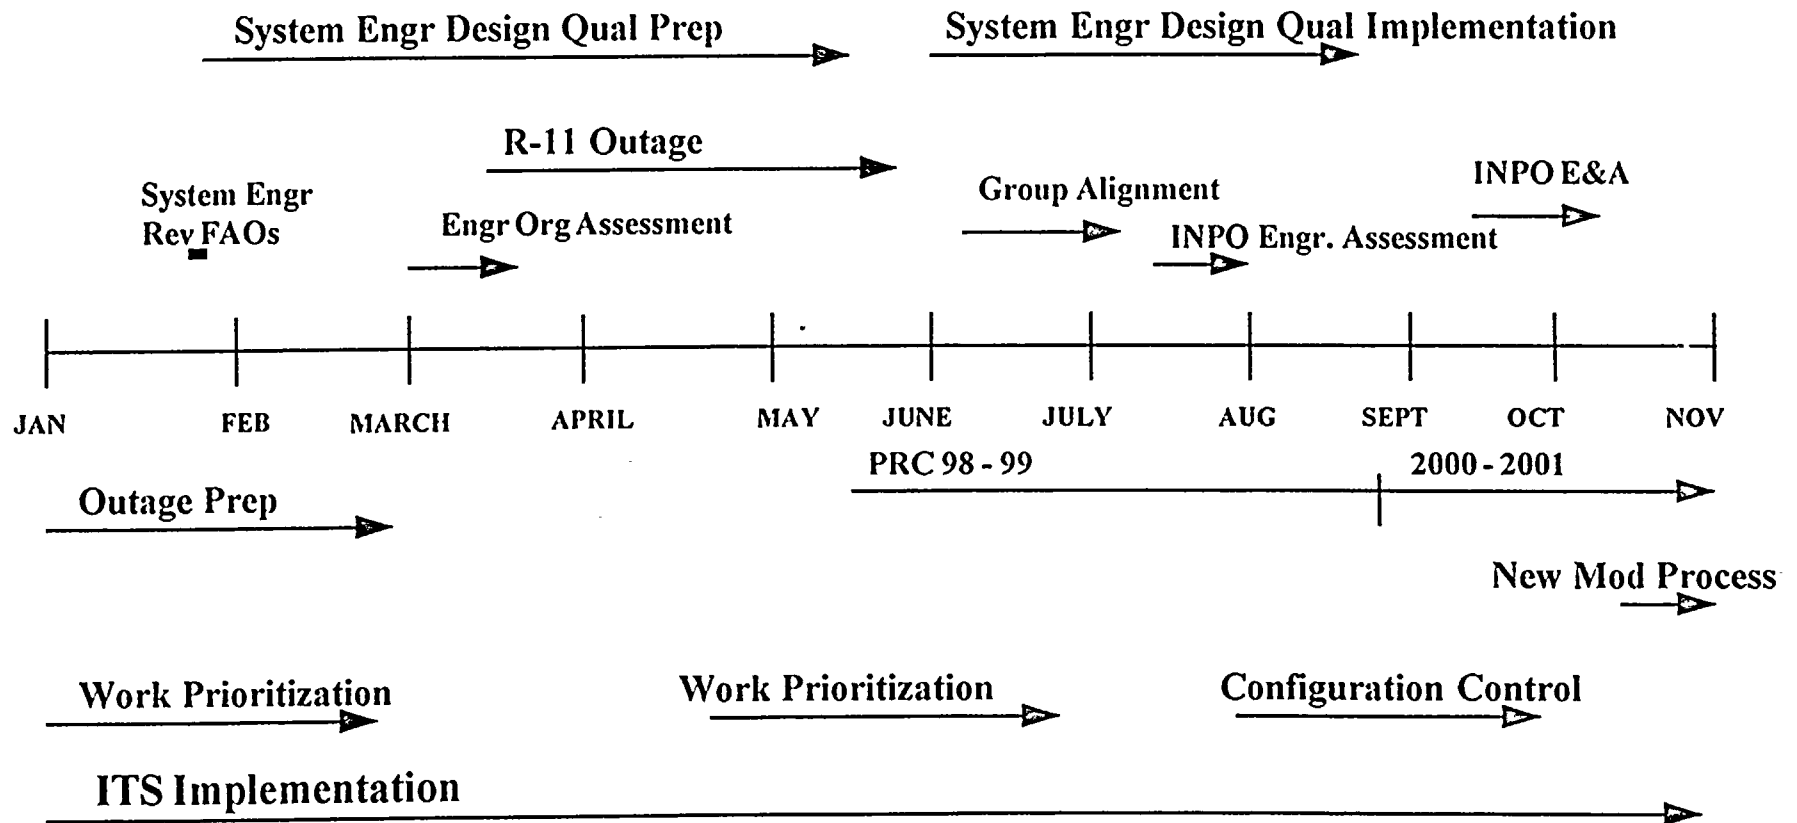 System Engr Design Qual Prep
System Engr Design Qual Implementation
R-11 Outage
INPO E&A
System Engr
Rev FAOs
Group Alignment
Engr Org Assessment
INPO Engr. Assessment
JAN FEB MARCH APRIL MAY JUNE JULY AUG SEPT OCT NOV
PRC 98 - 99
2000 - 2001
Outage Prep
New Mod Process
Work Prioritization
Work Prioritization
Configuration Control
ITS Implementation